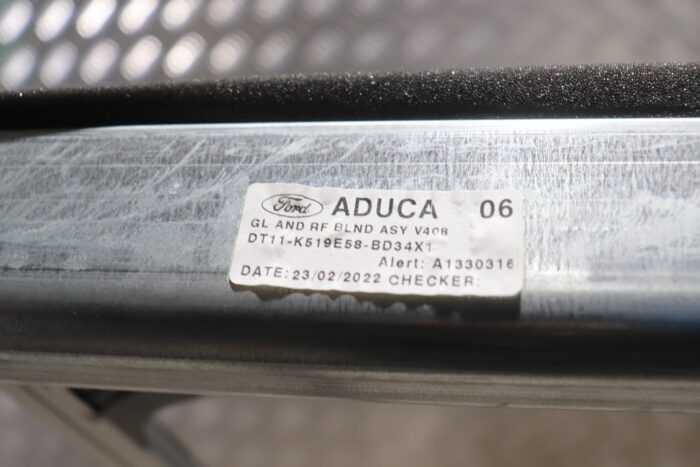 Ford ADUCA 06
GL AND RF BLND ASY V408
DT11-K519E58-BD34X1
Alert: A1330316
DATE: 23/02/2022 CHECKER: